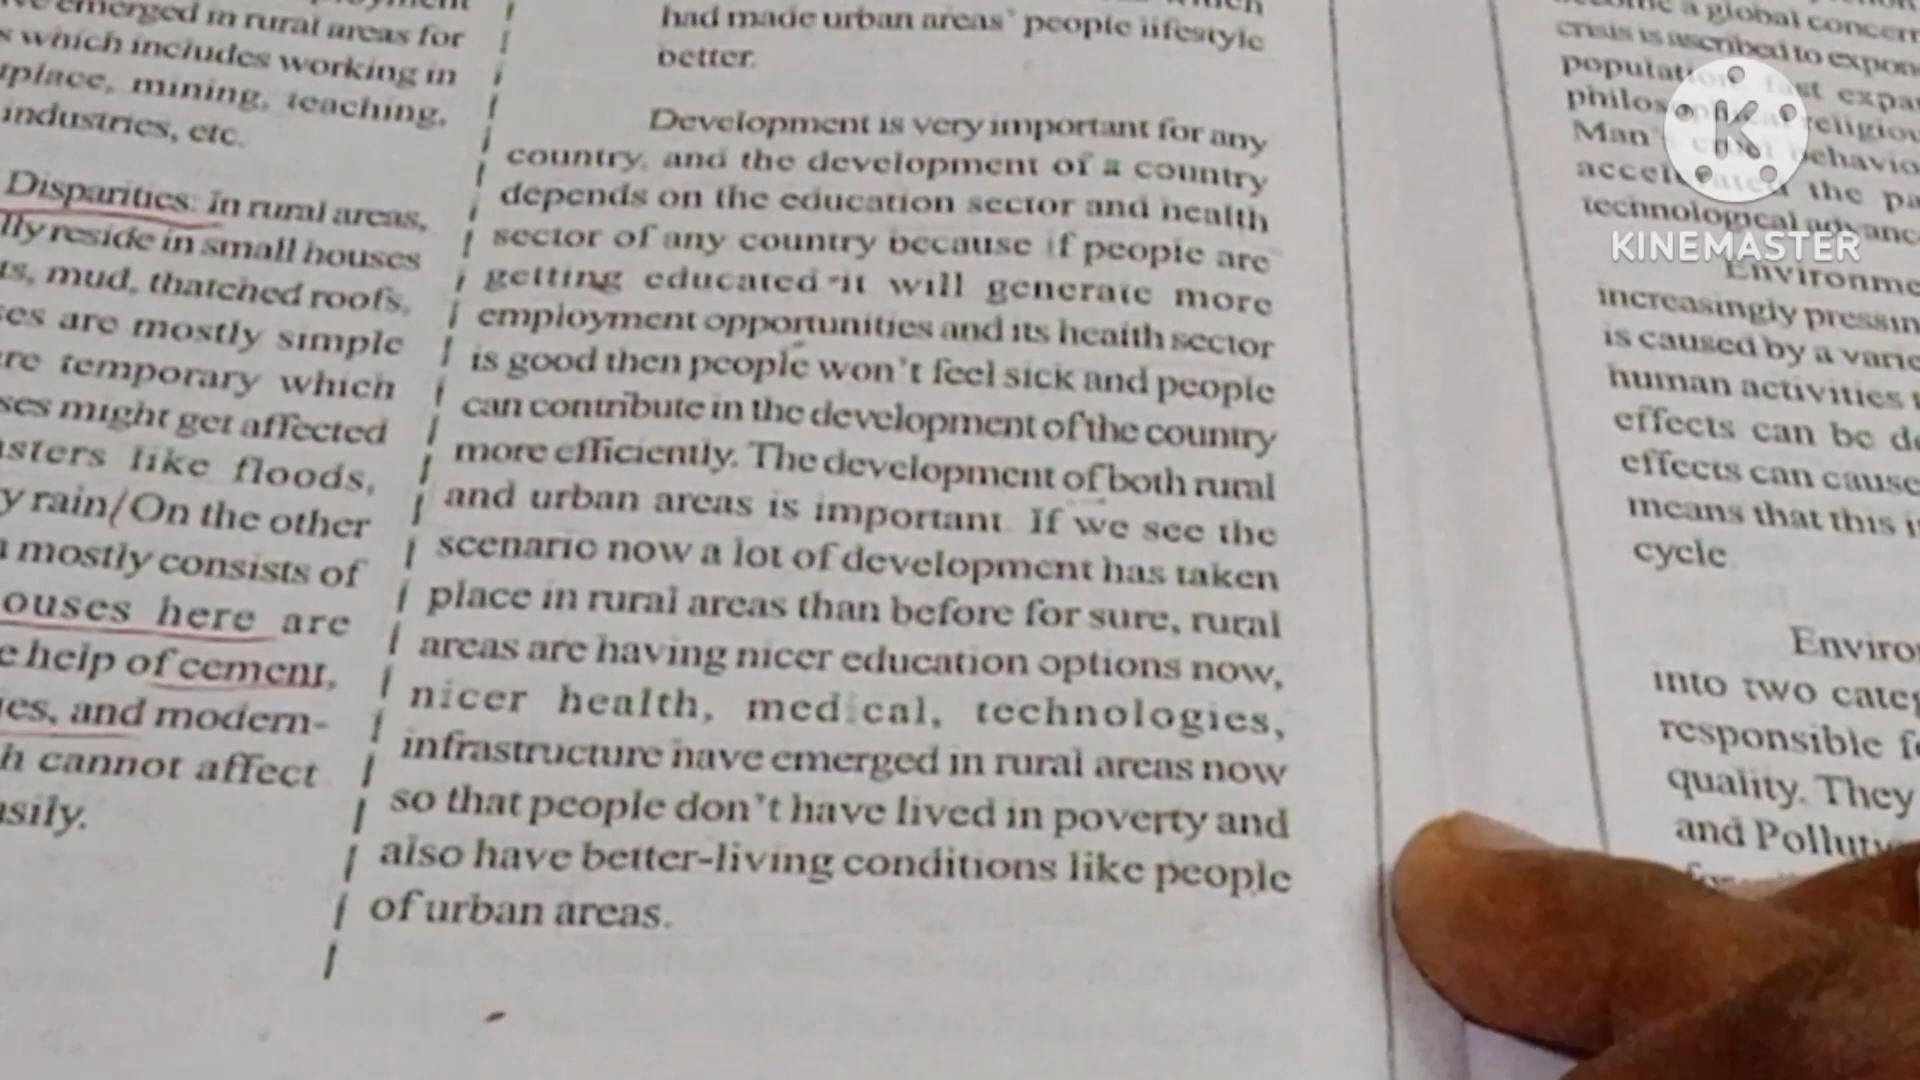 emerged in rural areas for
s which includes working in
place, mining, teaching,
industries, etc.
Disparities: In rural areas,
lly reside in small houses
ts, mud, thatched roofs,
es are mostly simple
re temporary which
ses might get affected
asters like floods,
y rain/On the other
mostly consists of
ouses here are
e help of cement,
ies, and modern-
h cannot affect
asily.
had made urban areas' people lifestyle
better.
Development is very important for any
country, and the development of a country
depends on the education sector and health
sector of any country because if people are
getting educated it will generate more
employment opportunities and its health sector
is good then people won't feel sick and people
can contribute in the development of the country
more efficiently. The development of both rural
and urban areas is important. If we see the
scenario now a lot of development has taken
place in rural areas than before for sure, rural
areas are having nicer education options now,
nicer health, medical, technologies,
infrastructure have emerged in rural areas now
so that people don't have lived in poverty and
also have better-living conditions like people
of urban areas.
a global concern
crisis is ascribed to expon
populat fast expa
philos religiou
Man behavio
the pa
technological advanc
Environme
increasingly pressin
is caused by a varie
human activities
effects can be de
effects can cause
means that this i
cycle
Enviro
into two categ
responsible fo
quality. They
and Polluti
KINEMASTER